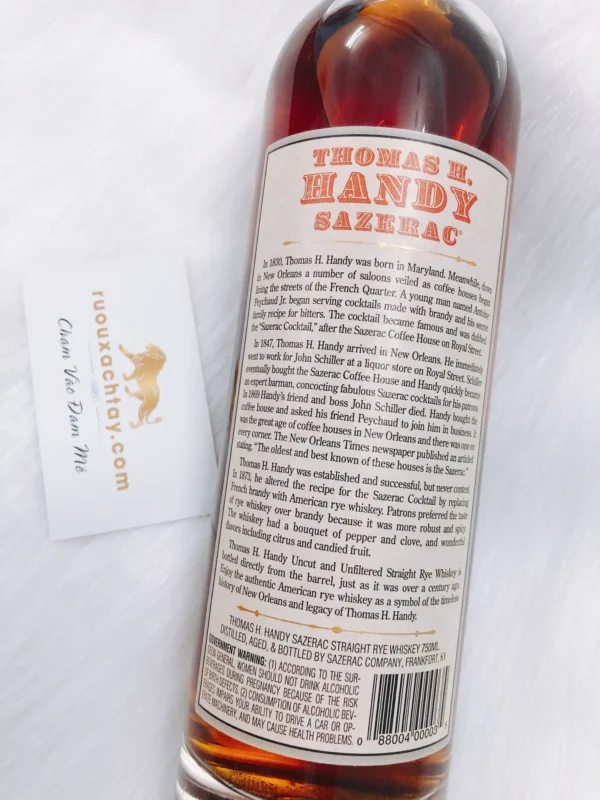 THOMAS H.
HANDY
SAZERAC
In 1830, Thomas H. Handy was born in Maryland. Meanwhile, down
in New Orleans a number of saloons veiled as coffee houses began
lining the streets of the French Quarter. A young man named Antoine
Peychaud Jr. began serving cocktails made with brandy and his secret
family recipe for bitters. The cocktail became famous and was dubbed
the "Sazerac Cocktail," after the Sazerac Coffee House on Royal Street.
In 1847, Thomas H. Handy arrived in New Orleans. He immediately
went to work for John Schiller at a liquor store on Royal Street. Schiller
eventually bought the Sazerac Coffee House and Handy quickly became
an expert barman, concocting fabulous Sazerac cocktails for his patrons.
In 1869 Handy's friend and boss John Schiller died. Handy bought the
coffee house and asked his friend Peychaud to join him in business. It
was the great age of coffee houses in New Orleans and there was one on
every corner. The New Orleans Times newspaper published an article
stating, "The oldest and best known of these houses is the Sazerac."
Thomas H. Handy was established and successful, but never content.
In 1873, he altered the recipe for the Sazerac Cocktail by replacing
French brandy with American rye whiskey. Patrons preferred the taste
of rye whiskey over brandy because it was more robust and spicy.
The whiskey had a bouquet of pepper and clove, and wonderful
flavors including citrus and candied fruit.
Thomas H. Handy Uncut and Unfiltered Straight Rye Whiskey is
bottled directly from the barrel, just as it was over a century ago.
Enjoy the authentic American rye whiskey as a symbol of the timeless
history of New Orleans and legacy of Thomas H. Handy.
THOMAS H. HANDY SAZERAC STRAIGHT RYE WHISKEY 750ML
DISTILLED, AGED, & BOTTLED BY SAZERAC COMPANY, FRANKFORT, KY
GOVERNMENT WARNING: (1) ACCORDING TO THE SUR-
GEON GENERAL, WOMEN SHOULD NOT DRINK ALCOHOLIC
BEVERAGES DURING PREGNANCY BECAUSE OF THE RISK
OF BIRTH DEFECTS. (2) CONSUMPTION OF ALCOHOLIC BEV-
ERAGES IMPAIRS YOUR ABILITY TO DRIVE A CAR OR OP-
ERATE MACHINERY, AND MAY CAUSE HEALTH PROBLEMS.
0 88004 00003 5
ruouxachtay.com
Chạm Vào Đam Mê